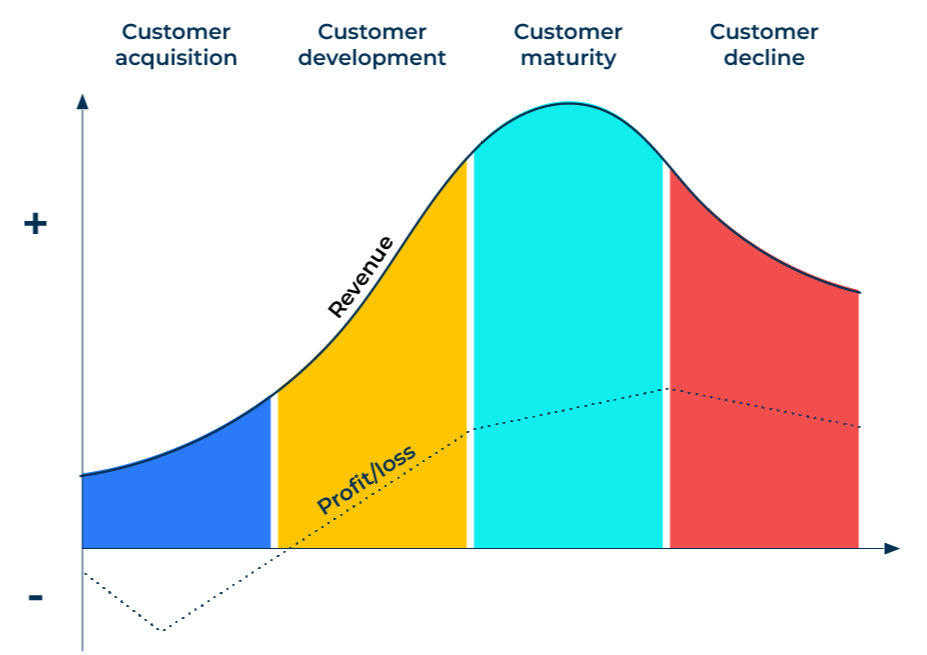 Customer
acquisition
Customer
development
Customer
maturity
Customer
decline
+
Revenue
Profit/loss
-